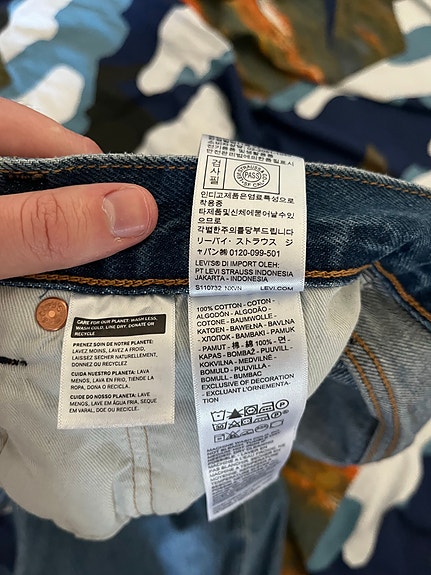 검
사
필
PASS
인디고제품은염료특성으로
착용중
타제품및신체에묻어날수있
으므로
각별한주의를당부드립니다
リーバイ・ストラウス ジ
ャパン㈱ 0120-099-501
LEVI'S® DI IMPORT OLEH:
PT LEVI STRAUSS INDONESIA
JAKARTA - INDONESIA
S110732 NXVN LEVI.COM
100% COTTON - COTON -
ALGODÓN - ALGODÃO -
COTONE - BAUMWOLLE -
KATOEN - BAWEŁNA - BAVLNA
- ХЛОПОК - BAMBAKI - PAMUK
- PAMUT - 棉 - 綿 100% - 면 -
KAPAS - BOMBAŽ - PUUVILL -
KOKVILNA - MEDVILNĖ -
BOMULD - PUUVILLA -
BOMULL - BUMBAC
EXCLUSIVE OF DECORATION
- EXCLUANT L'ORNEMENTA-
TION
CARE FOR OUR PLANET: WASH LESS,
WASH COLD, LINE DRY, DONATE OR
RECYCLE
PRENEZ SOIN DE NOTRE PLANETE:
LAVEZ MOINS, LAVEZ A FROID,
LAISSEZ SÉCHER NATURELLEMENT,
DONNEZ OU RECYCLEZ
CUIDA NUESTRO PLANETA: LAVA
MENOS, LAVA EN FRIO, TIENDE LA
ROPA, DONA O RECICLA.
CUIDE DO NOSSO PLANETA: LAVE
MENOS, LAVE EM ÁGUA FRIA, SEQUE
EM VARAL, DOE OU RECICLE.